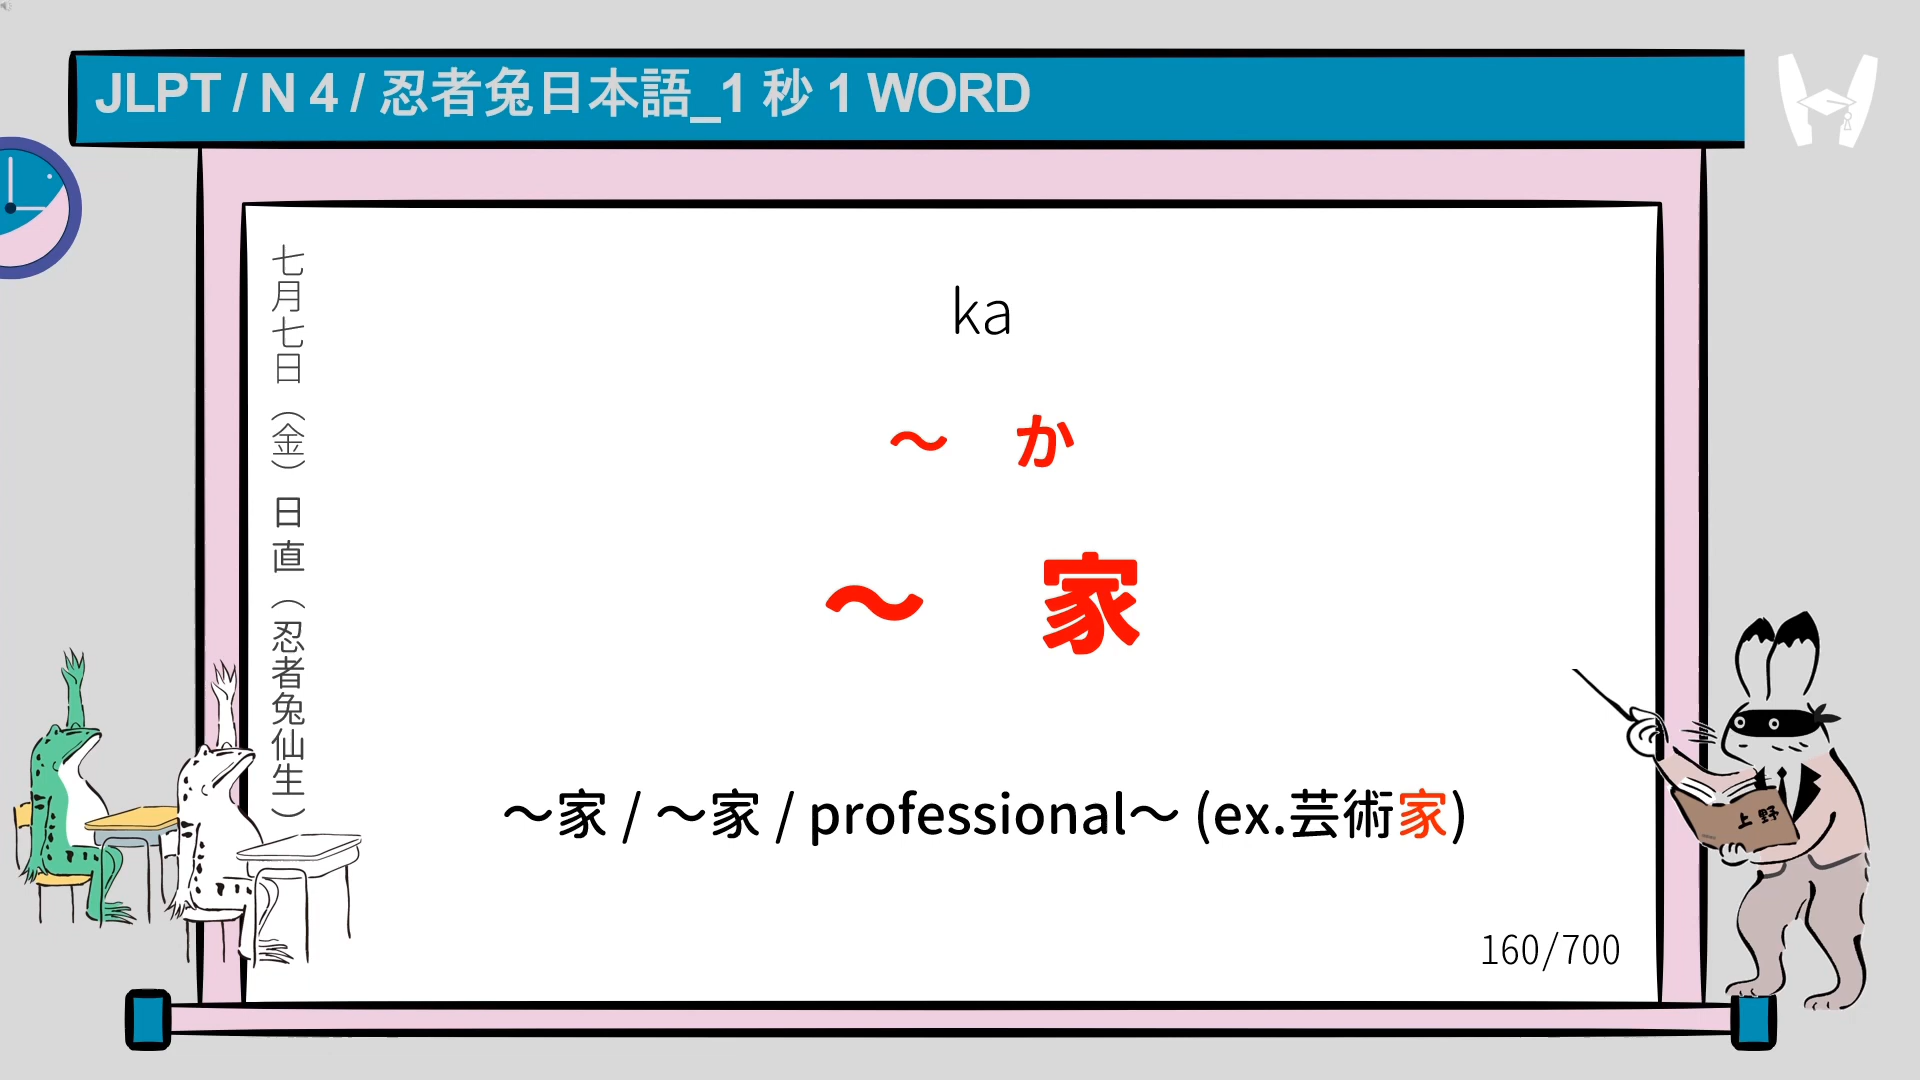 JLPT / N 4 / 忍者兔日本語_1 秒 1 WORD
七月七日（金）日直（忍者兔仙生）
ka
～ か
～ 家
～家 / ～家 / professional～ (ex.芸術家)
上野
160/700